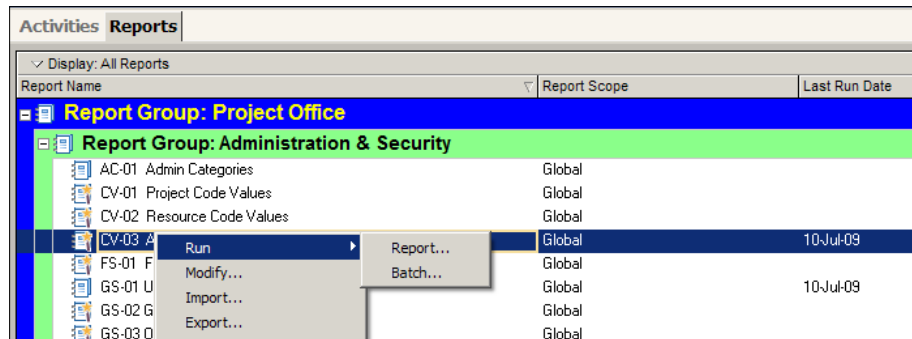 Activities Reports
Display: All Reports
Report Name Report Scope Last Run Date
Report Group: Project Office
Report Group: Administration & Security
AC-01 Admin Categories Global
CV-01 Project Code Values Global
CV-02 Resource Code Values Global
CV-03 A Global 10-Jul-09
Run Report...
FS-01 F Global
Modify... Batch...
GS-01 U Global 10-Jul-09
Import...
GS-02 G Global
Export...
GS-03 O Global